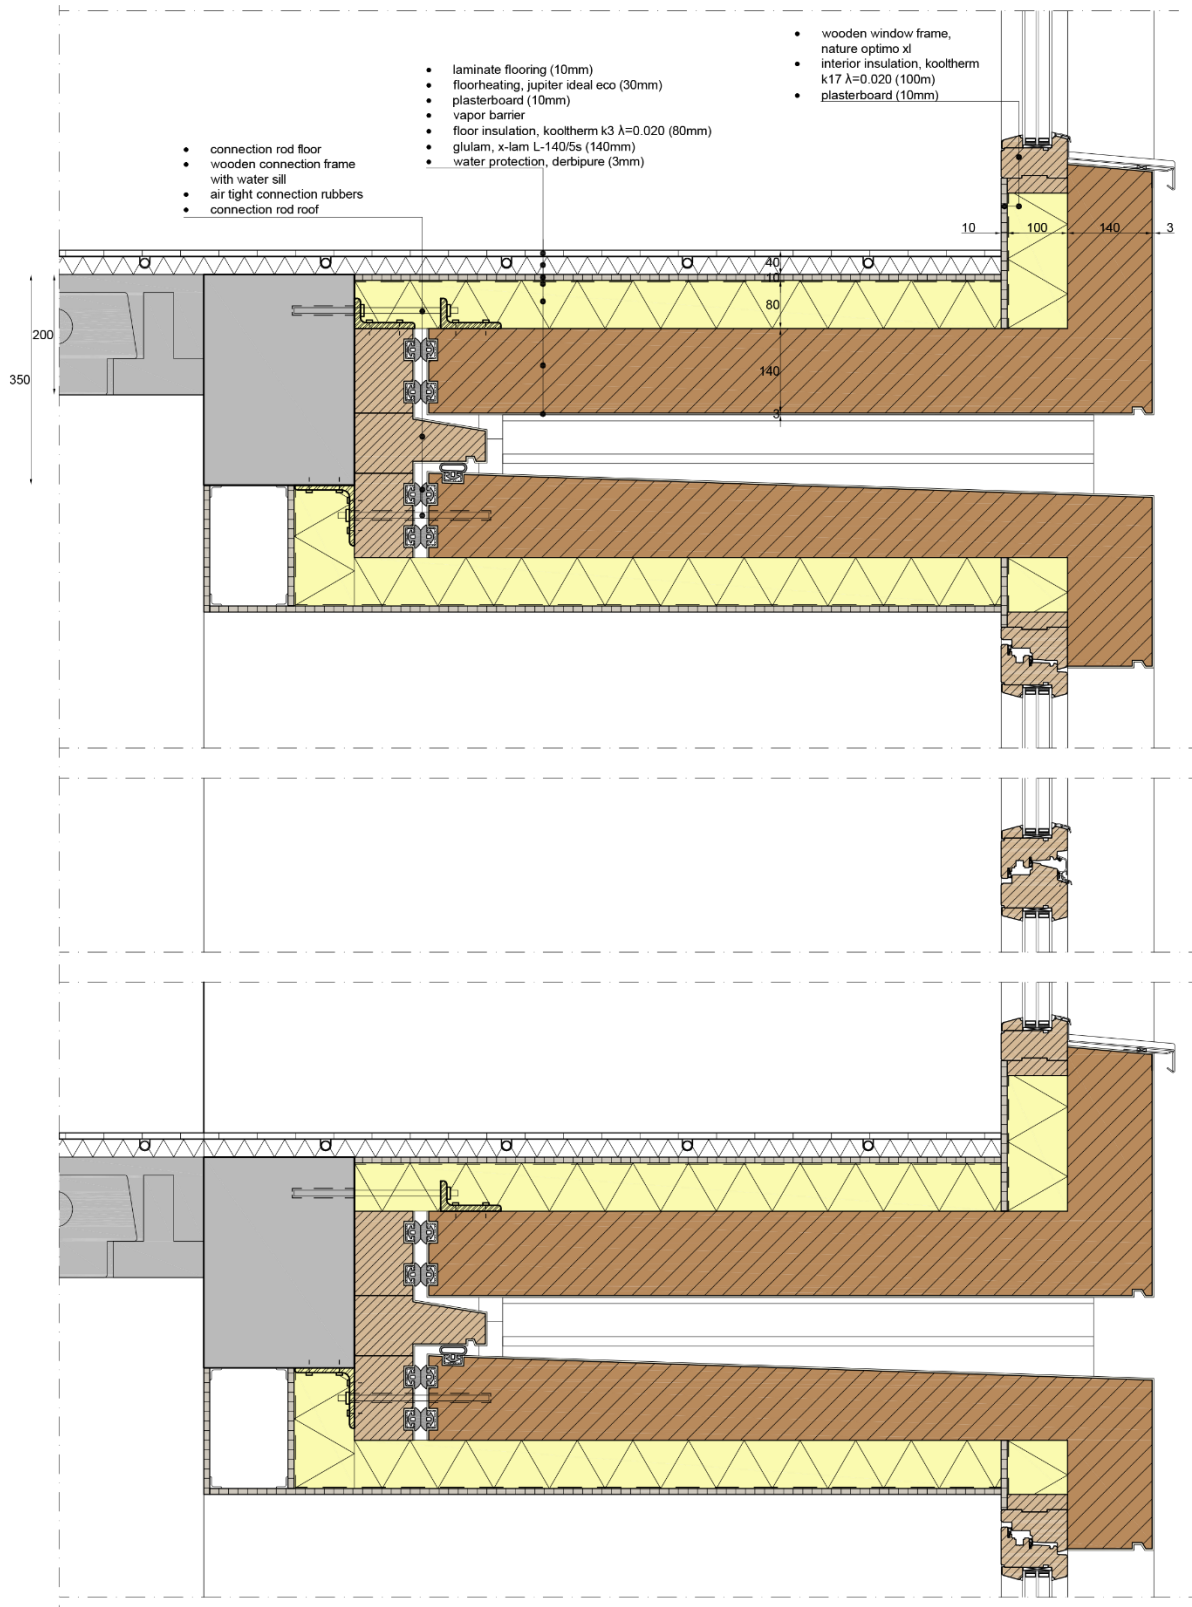 wooden window frame,
nature optimo xl
interior insulation, kooltherm
k17 λ=0.020 (100m)
plasterboard (10mm)
laminate flooring (10mm)
floorheating, jupiter ideal eco (30mm)
plasterboard (10mm)
vapor barrier
floor insulation, kooltherm k3 λ=0.020 (80mm)
glulam, x-lam L-140/5s (140mm)
water protection, derbipure (3mm)
connection rod floor
wooden connection frame
with water sill
air tight connection rubbers
connection rod roof
10 100 140 3
40
10
80
200
350
140
3